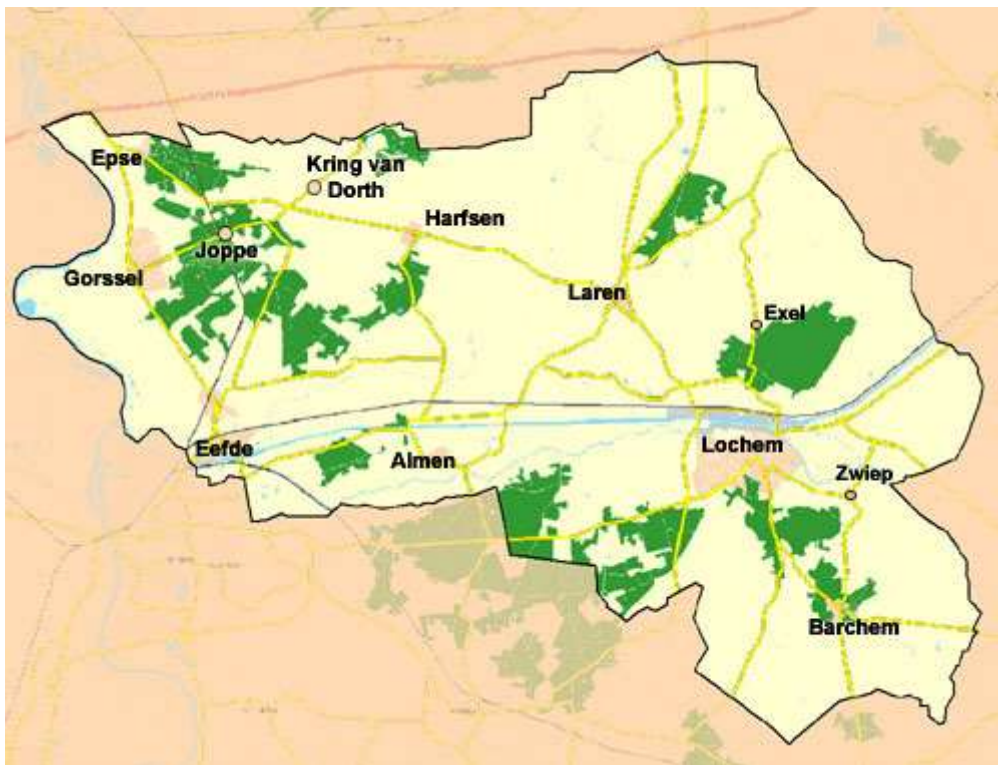 Epse
Kring van
Dorth
Harfsen
Joppe
Gorssel
Laren
Exel
Eefde
Almen
Lochem
Zwiep
Barchem